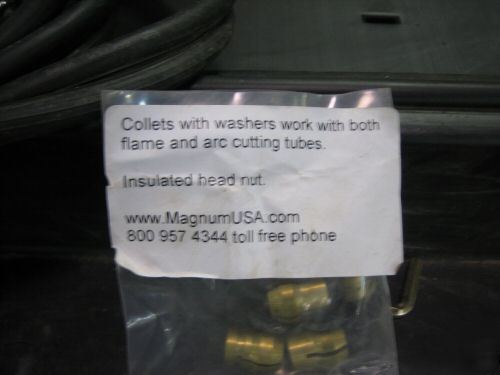 Collets with washers work with both
flame and arc cutting tubes.
Insulated head nut.
www.MagnumUSA.com
800 957 4344 toll free phone